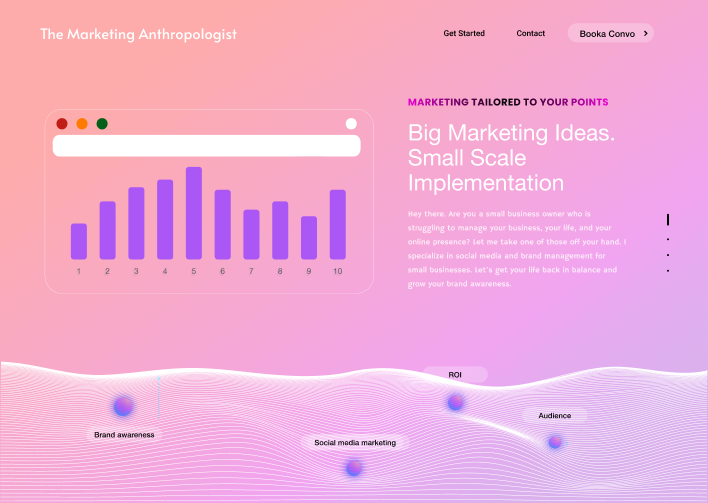 The Marketing Anthropologist
Get Started
Contact
Booka Convo
MARKETING TAILORED TO YOUR POINTS
Big Marketing Ideas.
Small Scale
Implementation
Hey there. Are you a small business owner who is
struggling to manage your business, your life, and your
online presence? Let me take one of those off your hand. I
specialize in social media and brand management for
small businesses. Let's get your life back in balance and
grow your brand awareness.
1 2 3 4 5 6 7 8 9 10
ROI
Audience
Brand awareness
Social media marketing